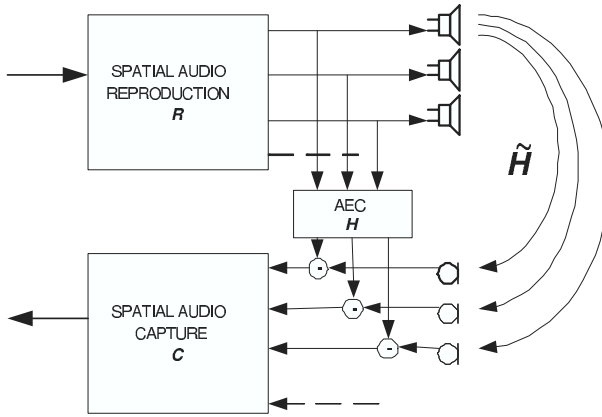 SPATIAL AUDIO
REPRODUCTION
R
H̃
AEC
H
SPATIAL AUDIO
CAPTURE
C
-
-
-